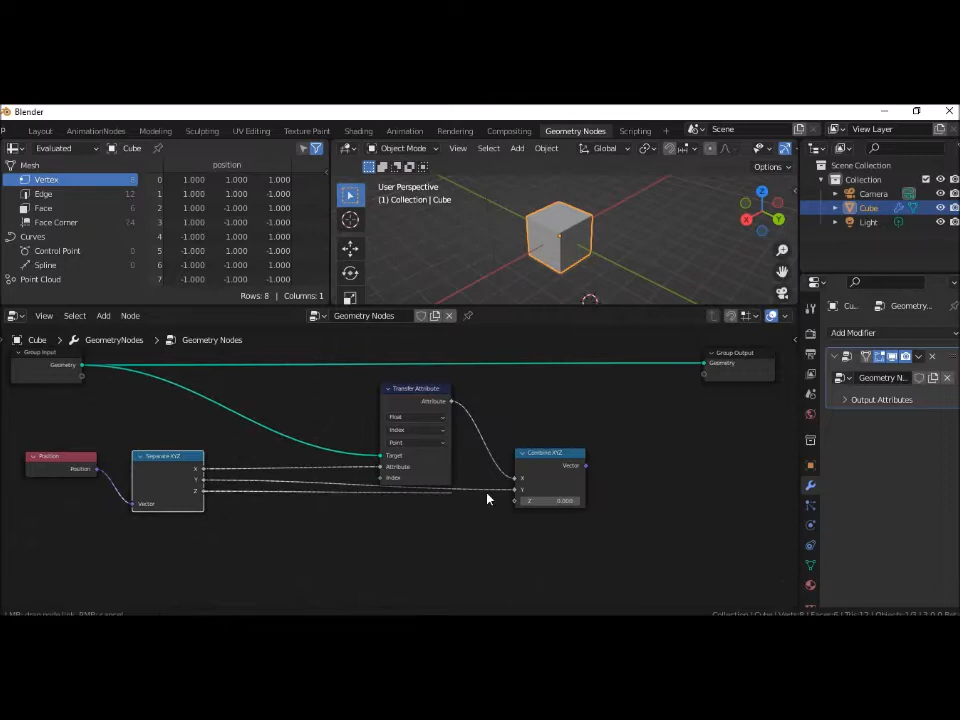 Blender
Layout AnimationNodes Modeling Sculpting UV Editing Texture Paint Shading Animation Rendering Compositing Geometry Nodes Scripting + Scene View Layer
Evaluated Cube Object Mode View Select Add Object Global
Mesh position Options
Vertex 8 0 1.000 1.000 1.000
Edge 12 1 1.000 1.000 -1.000
Face 6 2 1.000 -1.000 1.000
Face Corner 24 3 1.000 -1.000 -1.000
Curves 4 -1.000 1.000 1.000
Control Point 0 5 -1.000 1.000 -1.000
Spline 0 6 -1.000 -1.000 1.000
Point Cloud 7 -1.000 -1.000 -1.000
Rows: 8 | Columns: 1
User Perspective
(1) Collection | Cube
Z
X Y
Scene Collection
Collection
Camera
Cube
Light
View Select Add Node Geometry Nodes
Cube GeometryNodes Geometry Nodes
Cu... Geometry...
Add Modifier
Geometry N...
Output Attributes
Group Input
Geometry
Group Output
Geometry
Transfer Attribute
Attribute
Float
Index
Point
Target
Attribute
Index
Position
Position
Separate XYZ
X
Y
Z
Vector
Combine XYZ
Vector
X
Y
Z 0.000